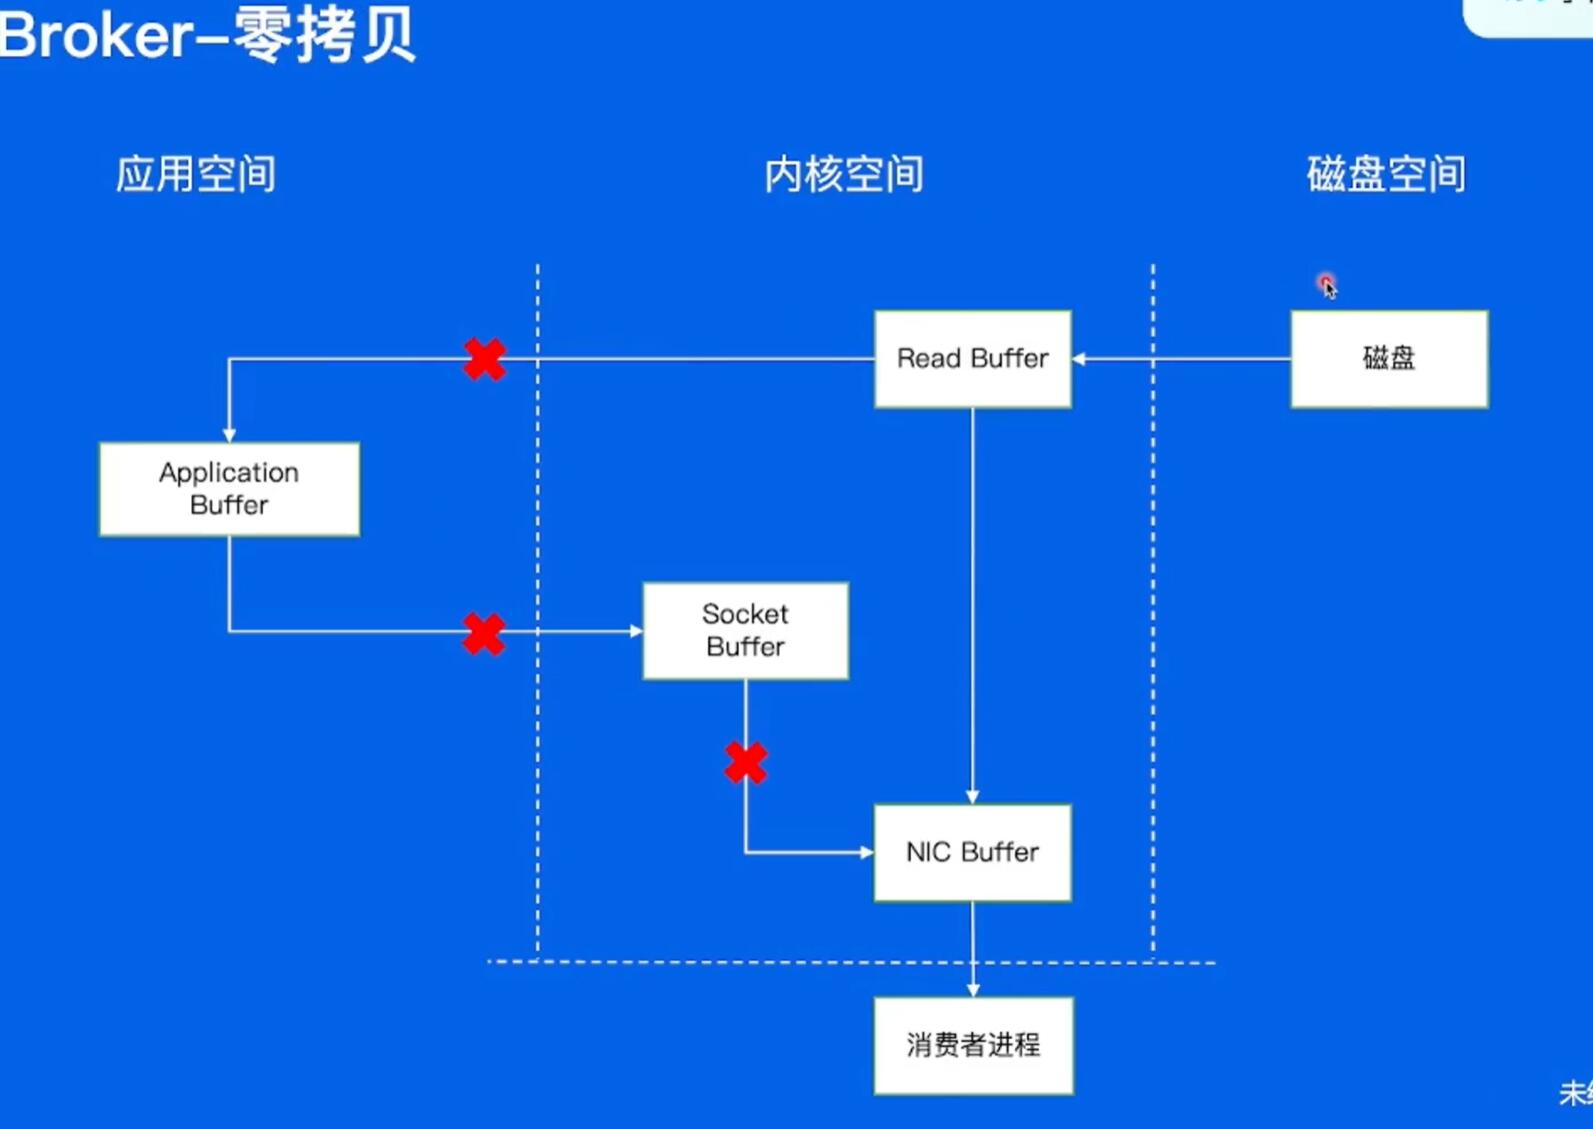 Broker-零拷贝
应用空间
内核空间
磁盘空间
Read Buffer
磁盘
Application
Buffer
Socket
Buffer
NIC Buffer
消费者进程
未